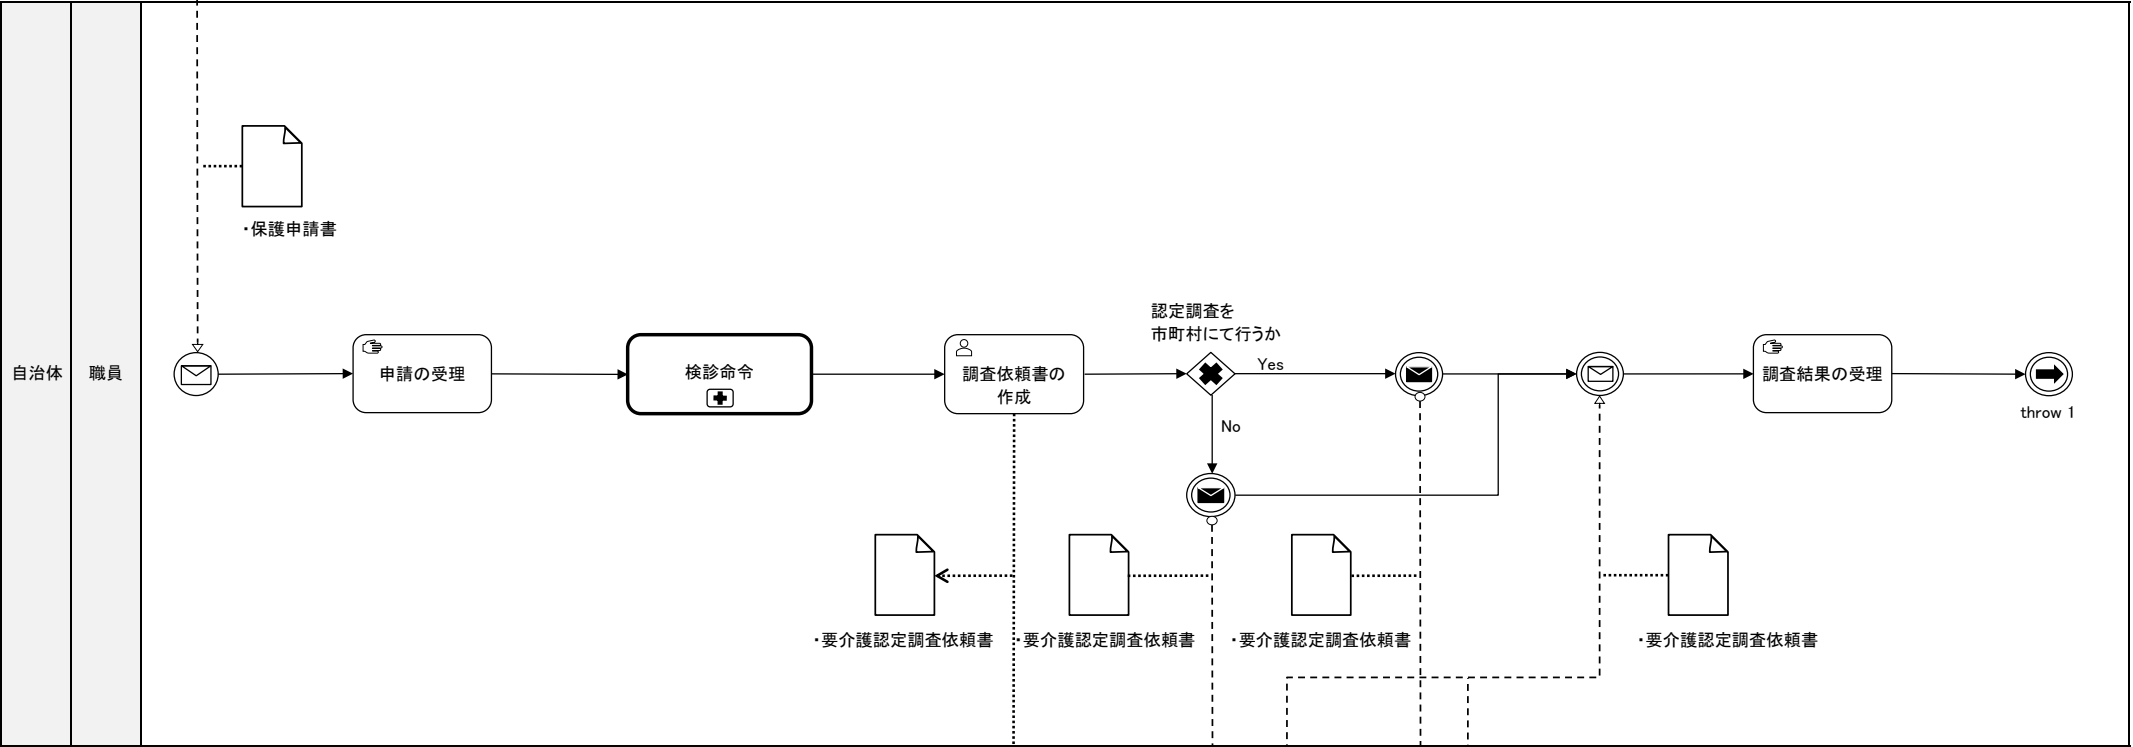 自治体
職員
・保護申請書
申請の受理
検診命令
調査依頼書の
作成
認定調査を
市町村にて行うか
Yes
No
調査結果の受理
throw 1
・要介護認定調査依頼書
・要介護認定調査依頼書
・要介護認定調査依頼書
・要介護認定調査依頼書